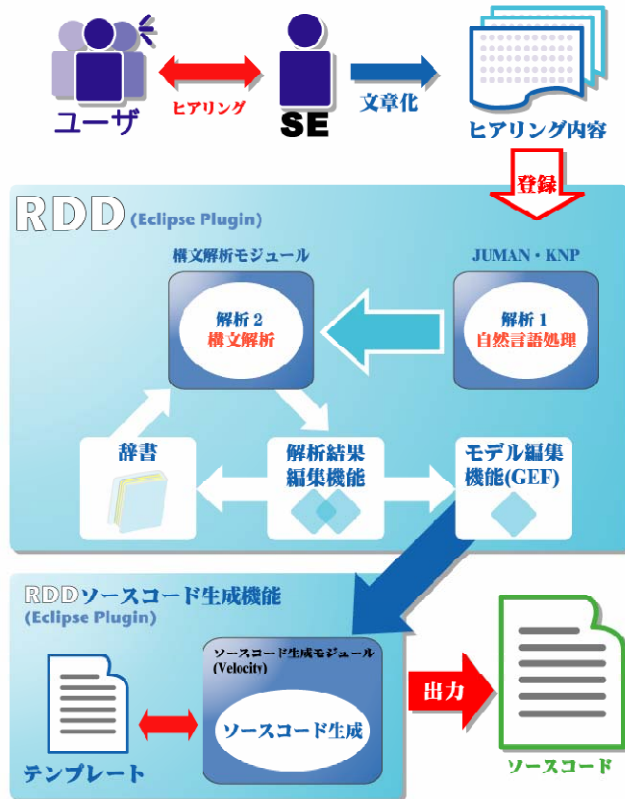 ユーザ
ヒアリング
SE
文章化
ヒアリング内容
登録
RDD (Eclipse Plugin)
構文解析モジュール
JUMAN・KNP
解析 2
構文解析
解析 1
自然言語処理
辞書
解析結果
編集機能
モデル編集
機能(GEF)
RDDソースコード生成機能
(Eclipse Plugin)
ソースコード生成モジュール
(Velocity)
ソースコード生成
テンプレート
出力
ソースコード